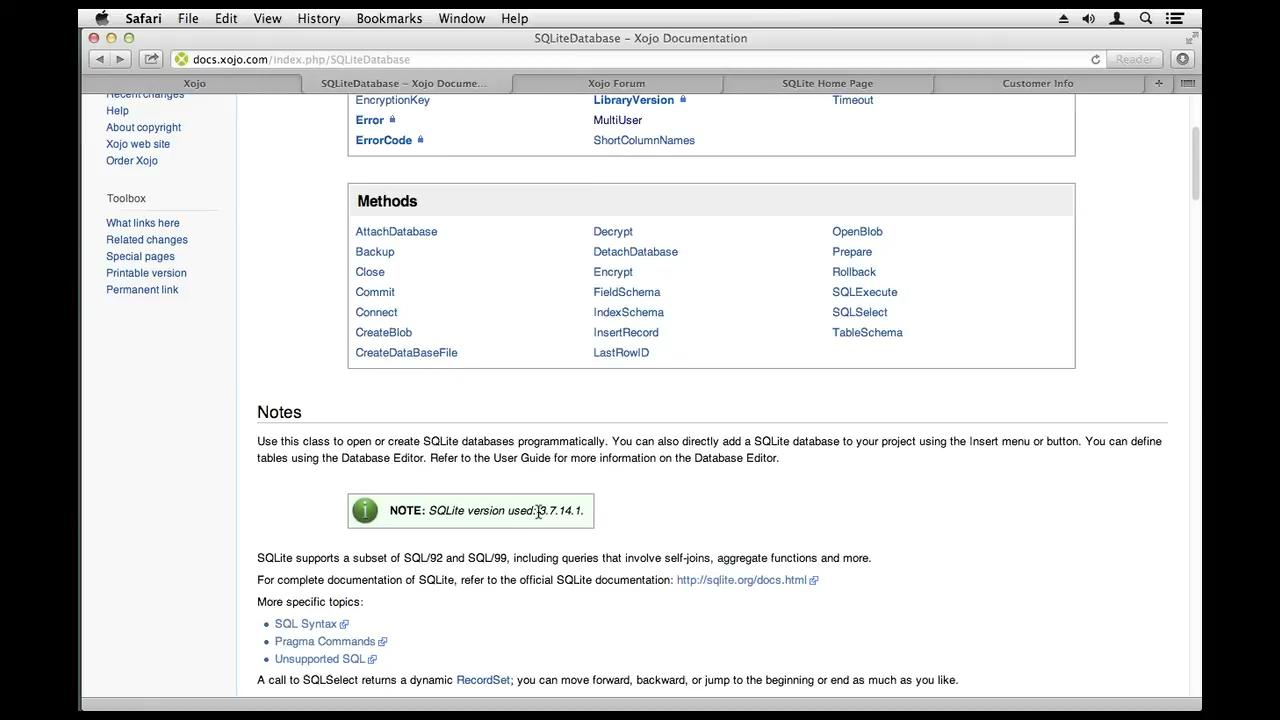 Safari File Edit View History Bookmarks Window Help
SQLiteDatabase – Xojo Documentation
docs.xojo.com/index.php/SQLiteDatabase
Reader
Xojo
SQLiteDatabase – Xojo Docume...
Xojo Forum
SQLite Home Page
Customer Info
Recent changes
Help
About copyright
Xojo web site
Order Xojo
Toolbox
What links here
Related changes
Special pages
Printable version
Permanent link
EncryptionKey LibraryVersion Timeout
Error MultiUser
ErrorCode ShortColumnNames
Methods
AttachDatabase Decrypt OpenBlob
Backup DetachDatabase Prepare
Close Encrypt Rollback
Commit FieldSchema SQLExecute
Connect IndexSchema SQLSelect
CreateBlob InsertRecord TableSchema
CreateDataBaseFile LastRowID
Notes
Use this class to open or create SQLite databases programmatically. You can also directly add a SQLite database to your project using the Insert menu or button. You can define
tables using the Database Editor. Refer to the User Guide for more information on the Database Editor.
NOTE: SQLite version used: 3.7.14.1.
SQLite supports a subset of SQL/92 and SQL/99, including queries that involve self-joins, aggregate functions and more.
For complete documentation of SQLite, refer to the official SQLite documentation: http://sqlite.org/docs.html
More specific topics:
SQL Syntax
Pragma Commands
Unsupported SQL
A call to SQLSelect returns a dynamic RecordSet; you can move forward, backward, or jump to the beginning or end as much as you like.